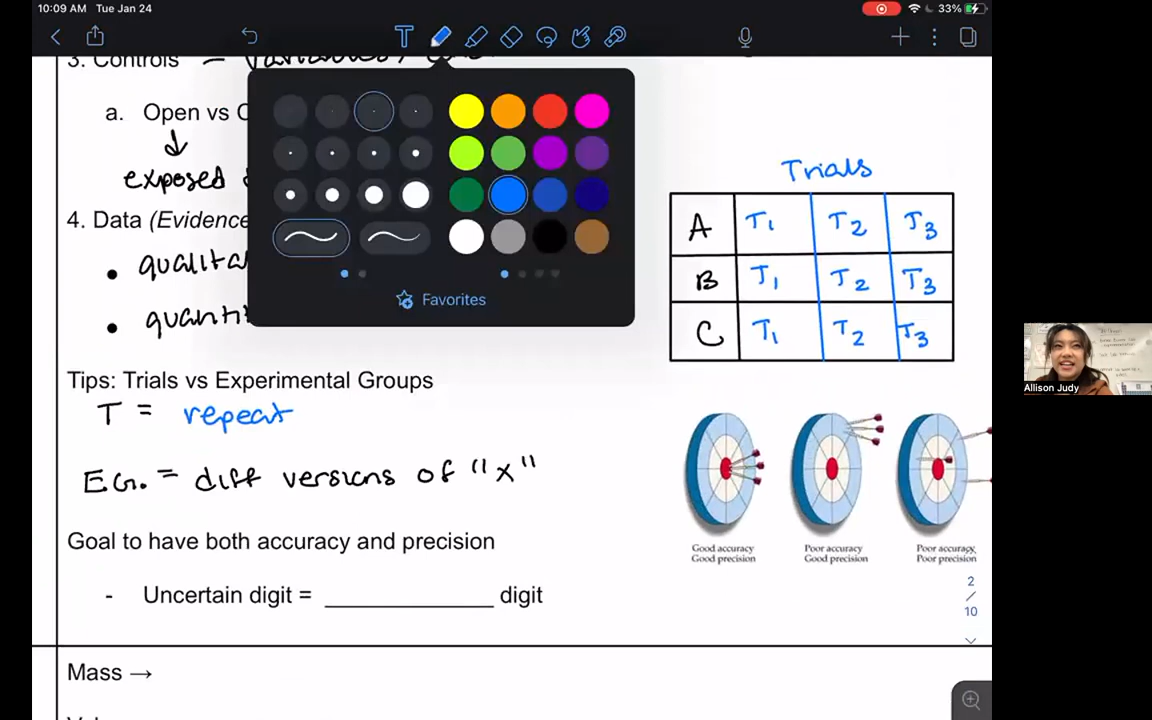 10:09 AM Tue Jan 24
33%
3. Controls =
a. Open vs C
exposed
4. Data (Evidence
• qualita
• quanti
Favorites
Trials
A T1 T2 T3
B T1 T2 T3
C T1 T2 T3
Tips: Trials vs Experimental Groups
T = repeat
E.G. = diff versions of "x"
Good accuracy
Good precision
Poor accuracy
Good precision
Poor accuracy
Poor precision
Goal to have both accuracy and precision
- Uncertain digit = ____________ digit
2
/
10
Mass →
Allison Judy